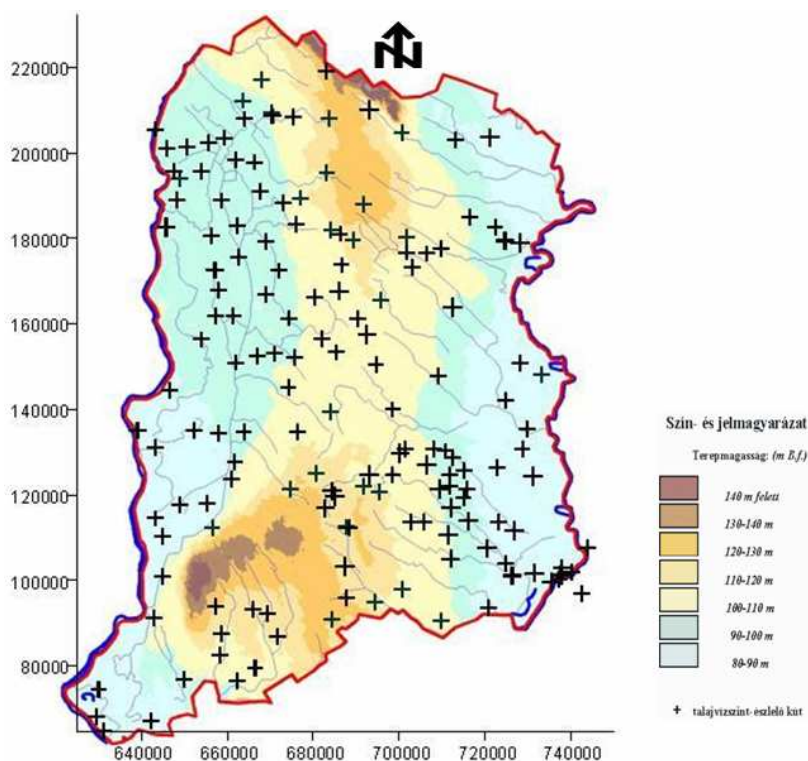 N
220000
200000
180000
160000
140000
120000
100000
80000
640000 660000 680000 700000 720000 740000
Szín- és jelmagyarázat
Terepmagasság: (m B.f.)
140 m felett
130-140 m
120-130 m
110-120 m
100-110 m
90-100 m
80-90 m
talajvízszint-észlelő kút